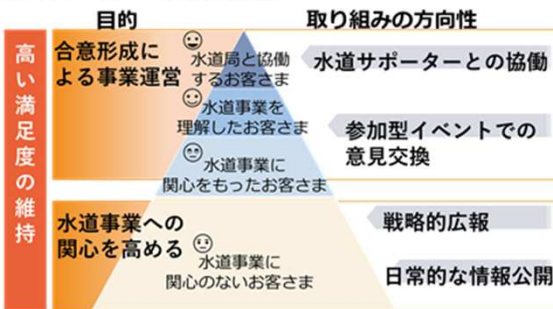 目的
取り組みの方向性
高い満足度の維持
合意形成に
よる事業運営
水道局と協働
するお客さま
水道サポーターとの協働
水道事業を
理解したお客さま
参加型イベントでの
意見交換
水道事業に
関心をもったお客さま
水道事業への
関心を高める
水道事業に
関心のないお客さま
戦略的広報
日常的な情報公開